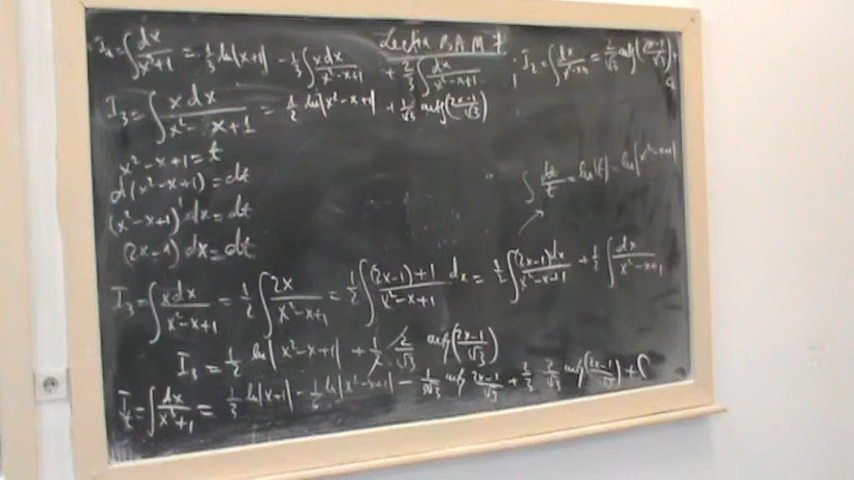 Lectia B.A.M 7
I₁ = ∫ dx/(x³+1) = 1/3 ln|x+1| - 1/3 ∫ xdx/(x²-x+1) + 2/3 ∫ dx/(x²-x+1) ; I₂ = ∫ dx/(x²-x+1) = 2/√3 arctg((2x-1)/√3) + C
I₃ = ∫ xdx/(x²-x+1) = 1/2 ln|x²-x+1| + 1/√3 arctg((2x-1)/√3)
x²-x+1 = t
d(x²-x+1) = dt
(x²-x+1)' dx = dt
(2x-1) dx = dt
∫ dt/t = ln|t| = ln|x²-x+1|
I₃ = ∫ xdx/(x²-x+1) = 1/2 ∫ 2x/(x²-x+1) = 1/2 ∫ ((2x-1)+1)/(x²-x+1) dx = 1/2 ∫ (2x-1)dx/(x²-x+1) + 1/2 ∫ dx/(x²-x+1)
I₃ = 1/2 ln|x²-x+1| + 1/2 2/√3 arctg((2x-1)/√3)
I = ∫ dx/(x³+1) = 1/3 ln|x+1| - 1/6 ln|x²-x+1| - 1/3√3 arctg (2x-1)/√3 + 2/3 2/√3 arctg((2x-1)/√3) + C